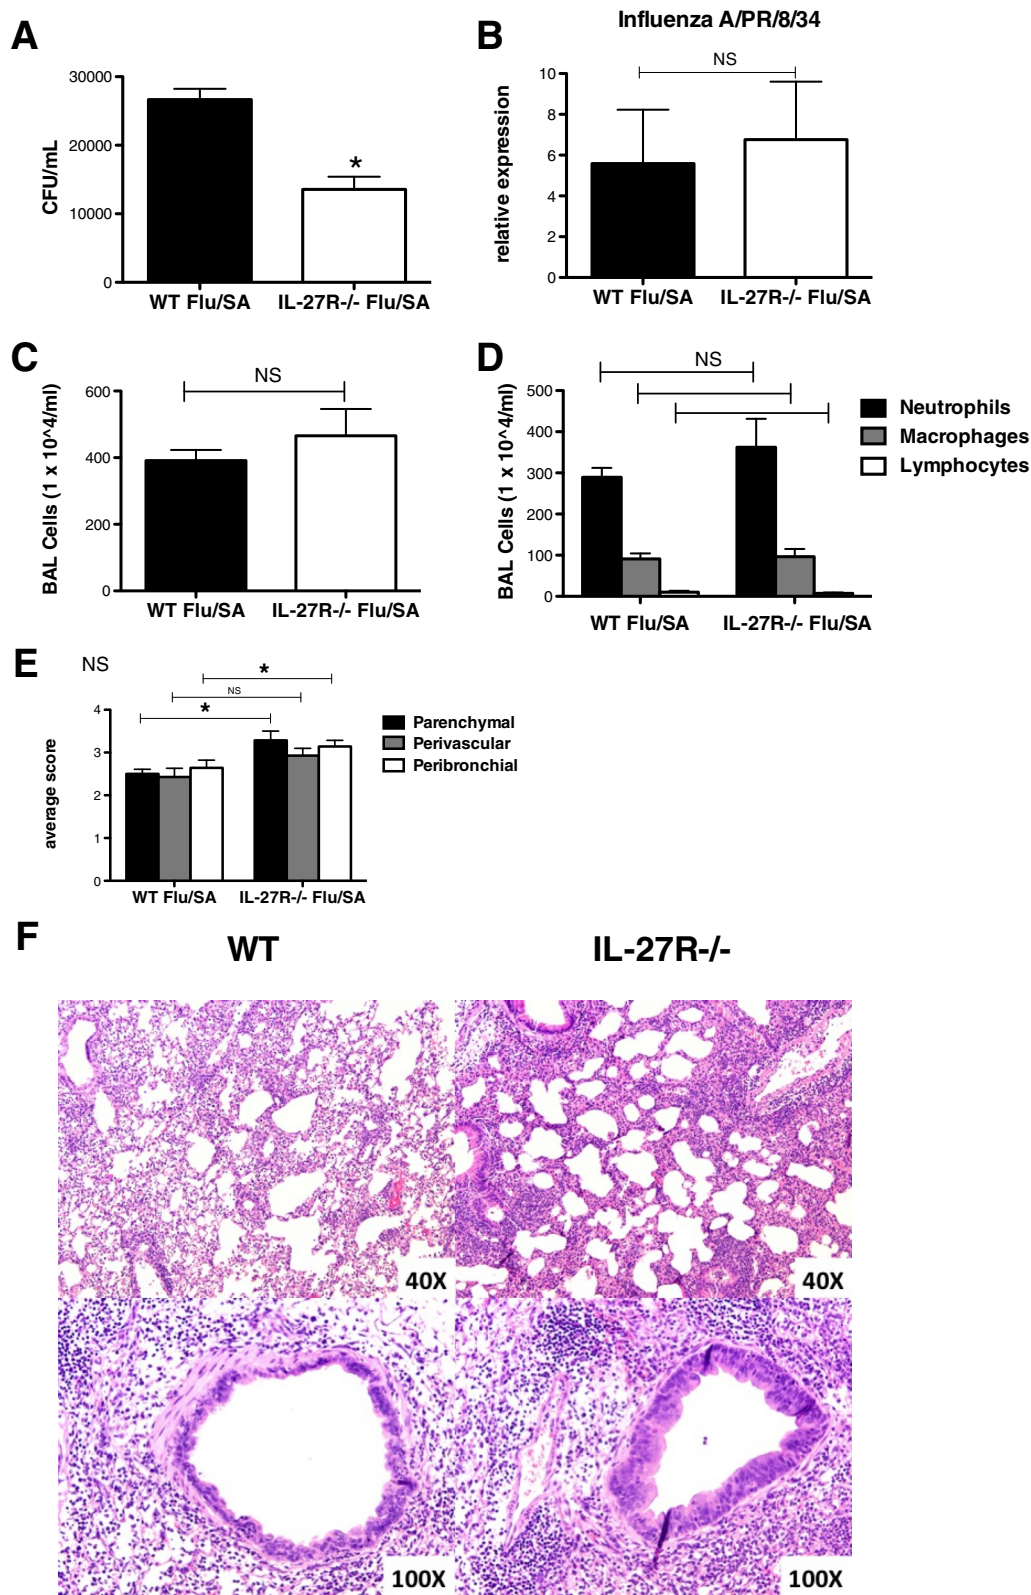 A
30000
20000
10000
0
CFU/mL
*
WT Flu/SA
IL-27R-/- Flu/SA
B
Influenza A/PR/8/34
NS
10
8
6
4
2
0
relative expression
WT Flu/SA
IL-27R-/- Flu/SA
C
NS
600
400
200
0
BAL Cells (1 x 10^4/ml)
WT Flu/SA
IL-27R-/- Flu/SA
D
NS
500
400
300
200
100
0
BAL Cells (1 x 10^4/ml)
WT Flu/SA
IL-27R-/- Flu/SA
Neutrophils
Macrophages
Lymphocytes
E
NS
*
NS
*
4
3
2
1
0
average score
WT Flu/SA
IL-27R-/- Flu/SA
Parenchymal
Perivascular
Peribronchial
F
WT
IL-27R-/-
40X
40X
100X
100X